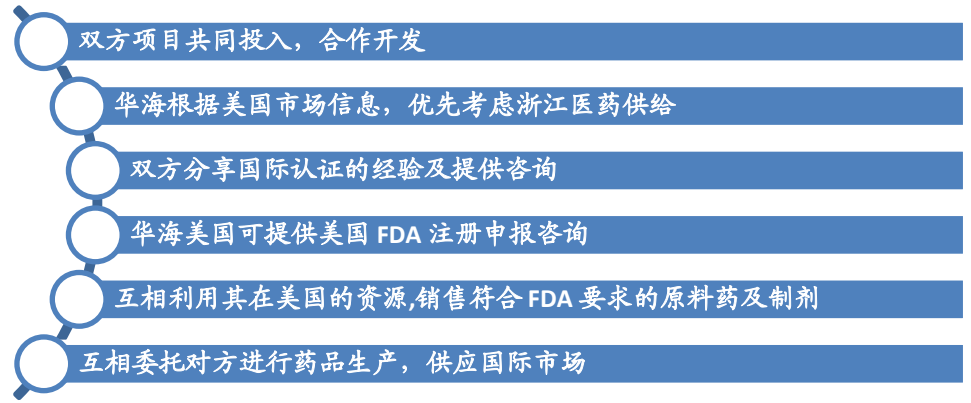 双方项目共同投入，合作开发
华海根据美国市场信息，优先考虑浙江医药供给
双方分享国际认证的经验及提供咨询
华海美国可提供美国 FDA 注册申报咨询
互相利用其在美国的资源,销售符合 FDA 要求的原料药及制剂
互相委托对方进行药品生产，供应国际市场